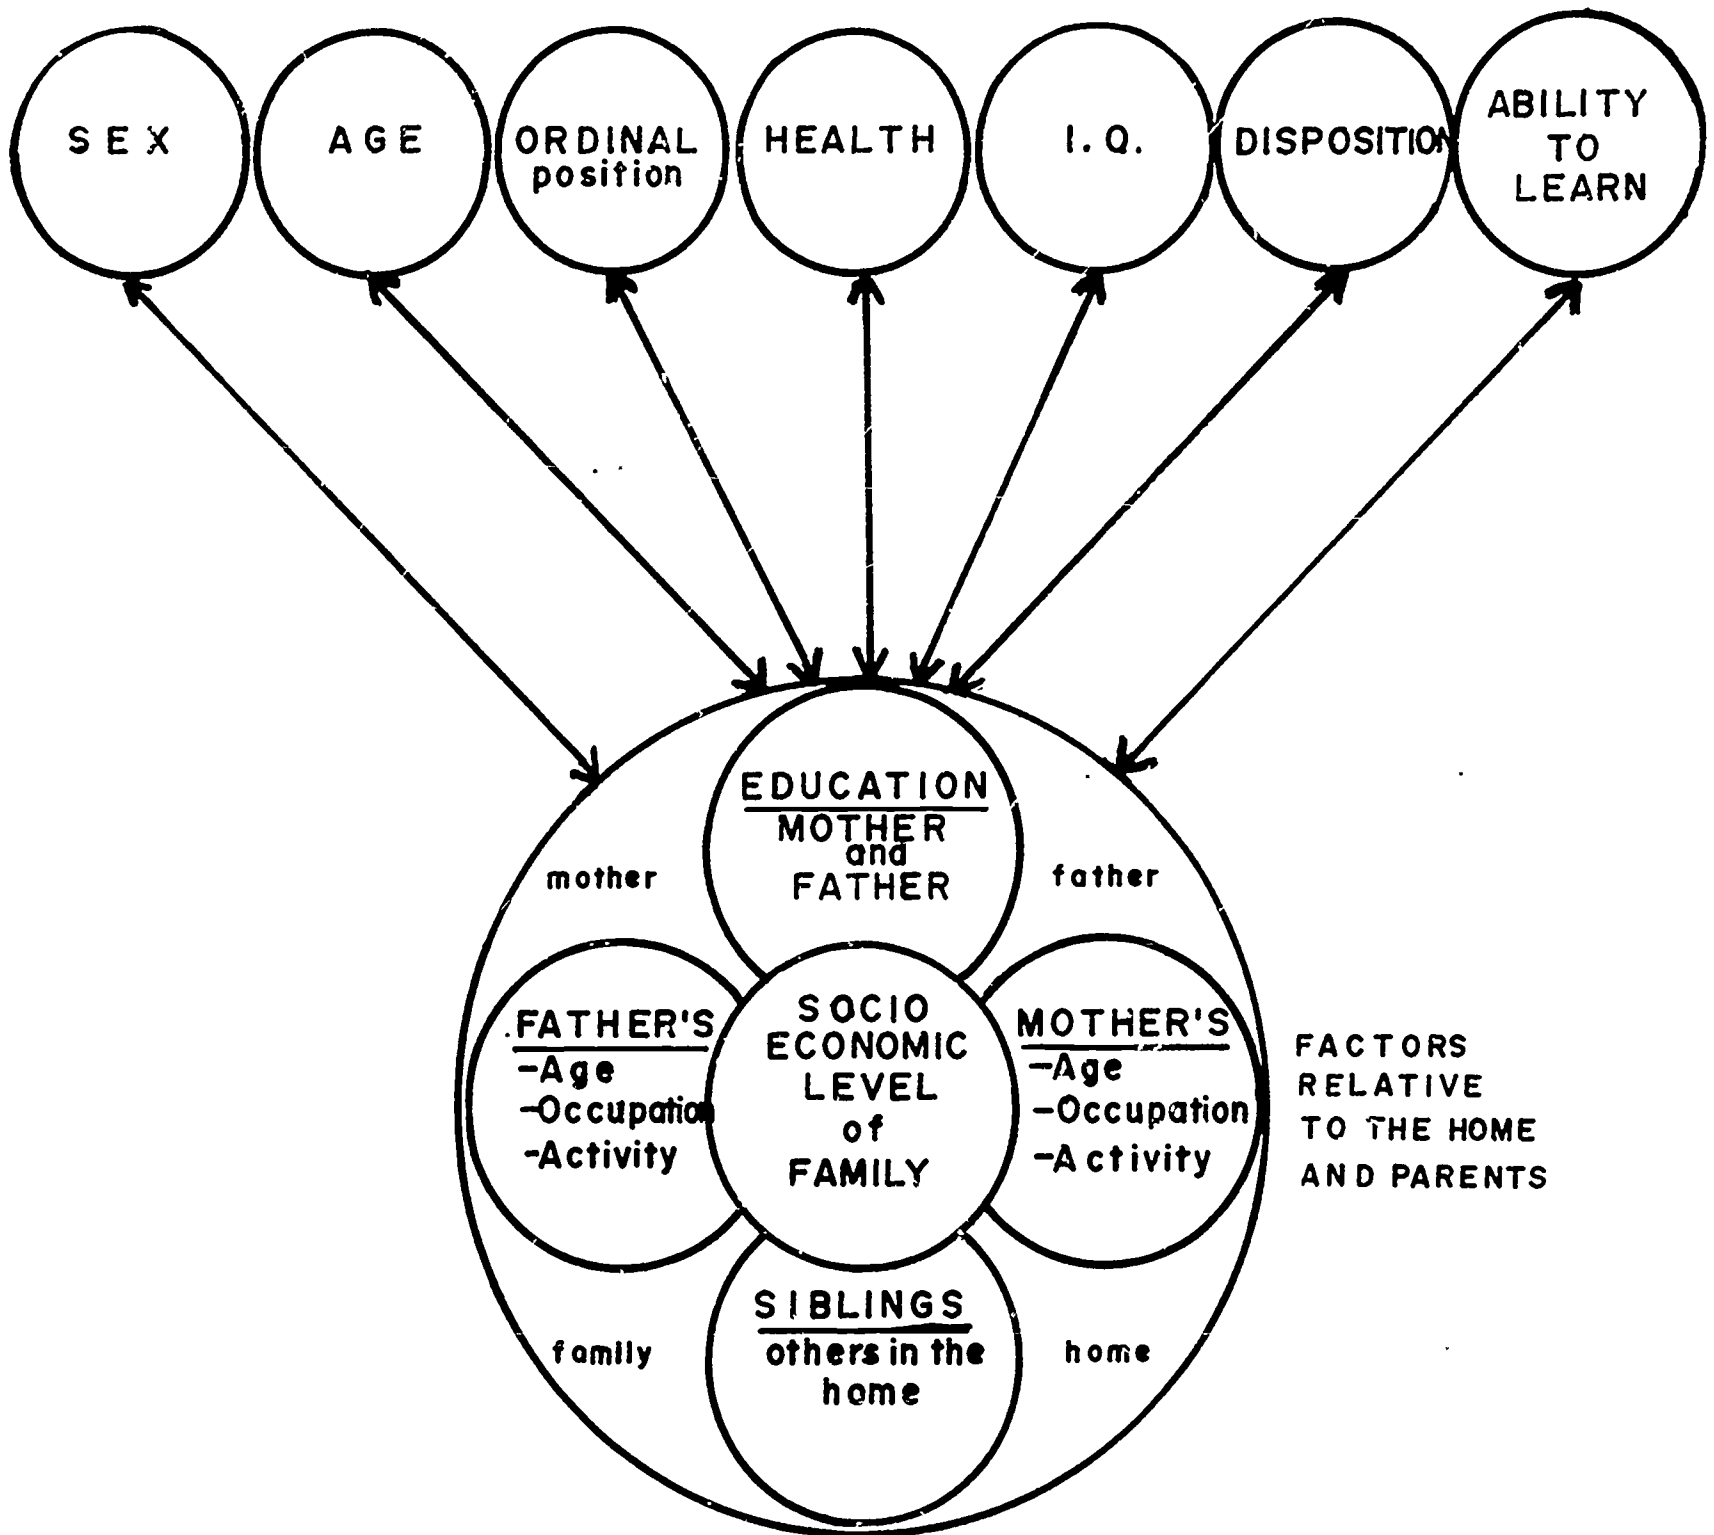 SEX
AGE
ORDINAL
position
HEALTH
I.Q.
DISPOSITION
ABILITY
TO
LEARN
EDUCATION
MOTHER
and
FATHER
mother
father
FATHER'S
-Age
-Occupation
-Activity
SOCIO
ECONOMIC
LEVEL
of
FAMILY
MOTHER'S
-Age
-Occupation
-Activity
FACTORS
RELATIVE
TO THE HOME
AND PARENTS
SIBLINGS
others in the
home
family
home